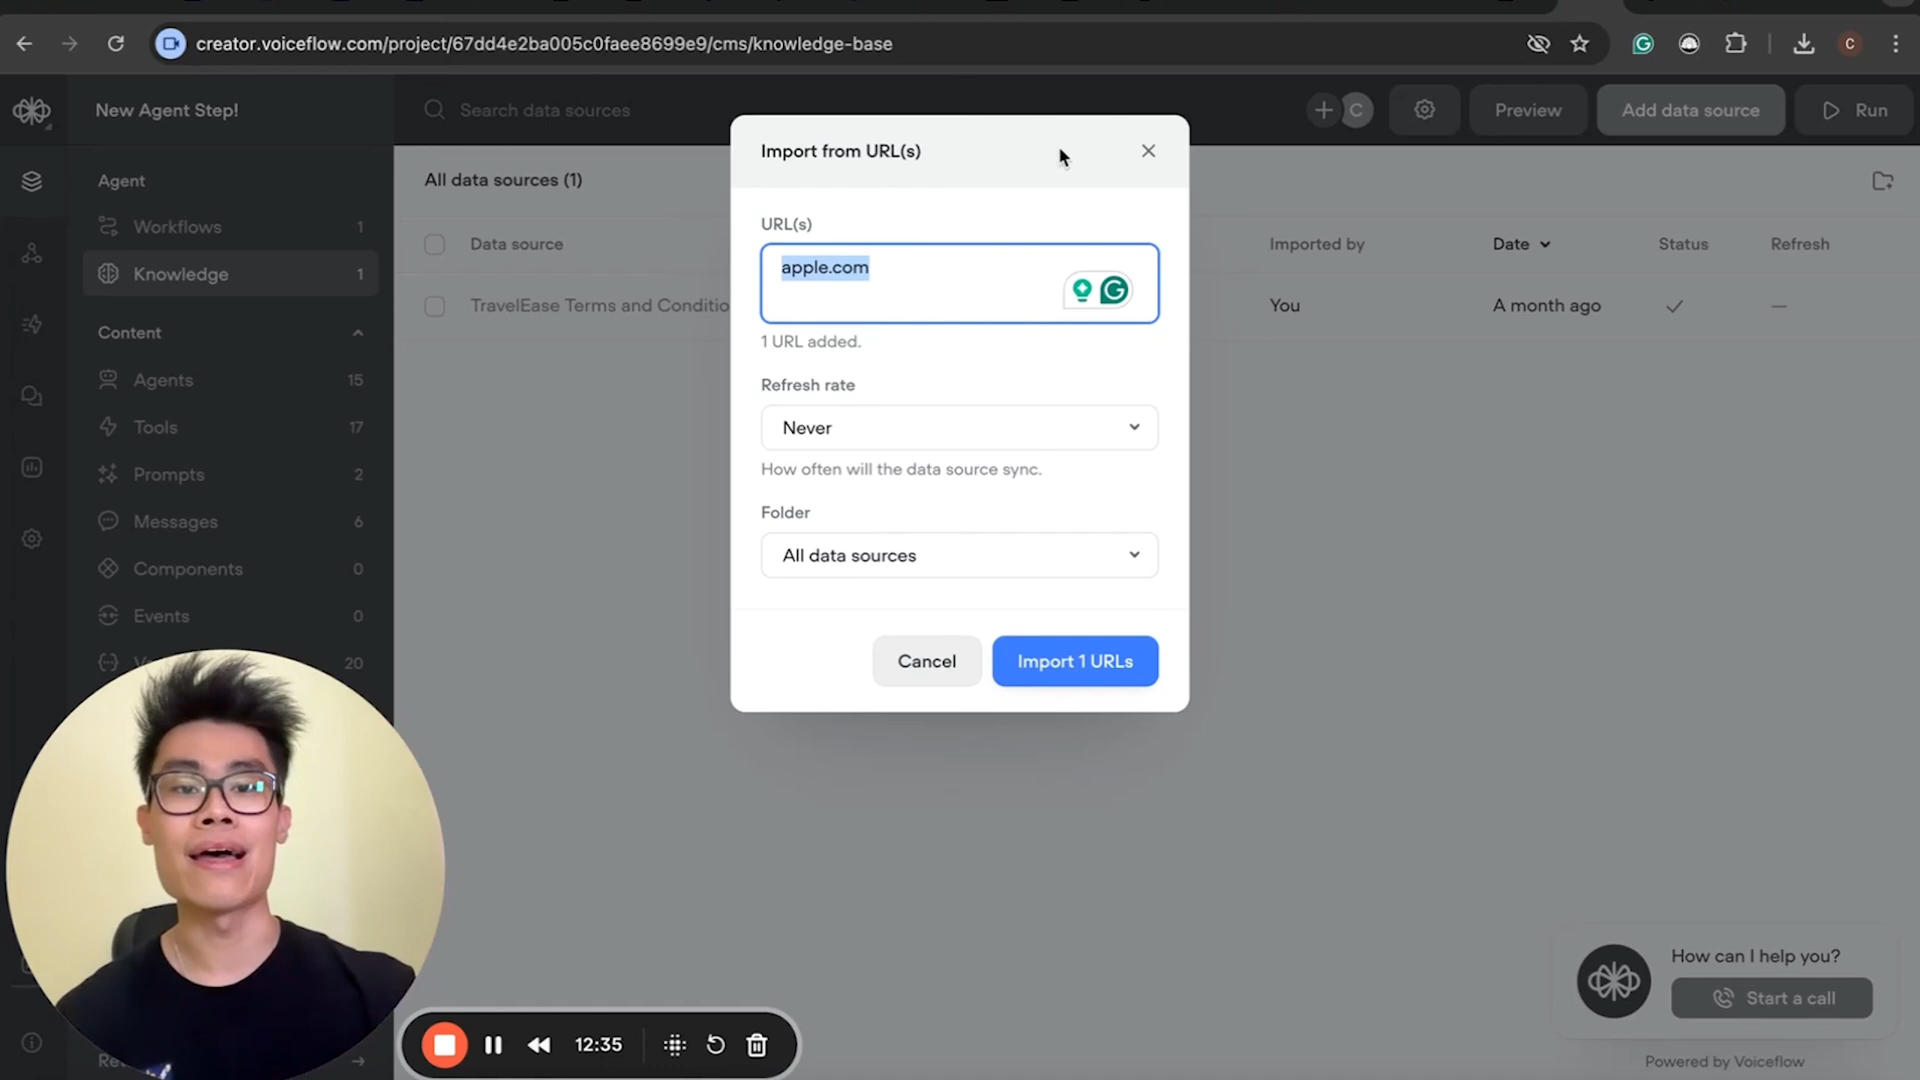 creator.voiceflow.com/project/67dd4e2ba005c0faee8699e9/cms/knowledge-base
C
New Agent Step!
Search data sources
C
Preview
Add data source
Run
Agent
Workflows 1
Knowledge 1
Content
Agents 15
Tools 17
Prompts 2
Messages 6
Components 0
Events 0
20
All data sources (1)
Data source
Imported by
Date
Status
Refresh
TravelEase Terms and Conditio
You
A month ago
Import from URL(s)
URL(s)
apple.com
1 URL added.
Refresh rate
Never
How often will the data source sync.
Folder
All data sources
Cancel
Import 1 URLs
12:35
How can I help you?
Start a call
Powered by Voiceflow